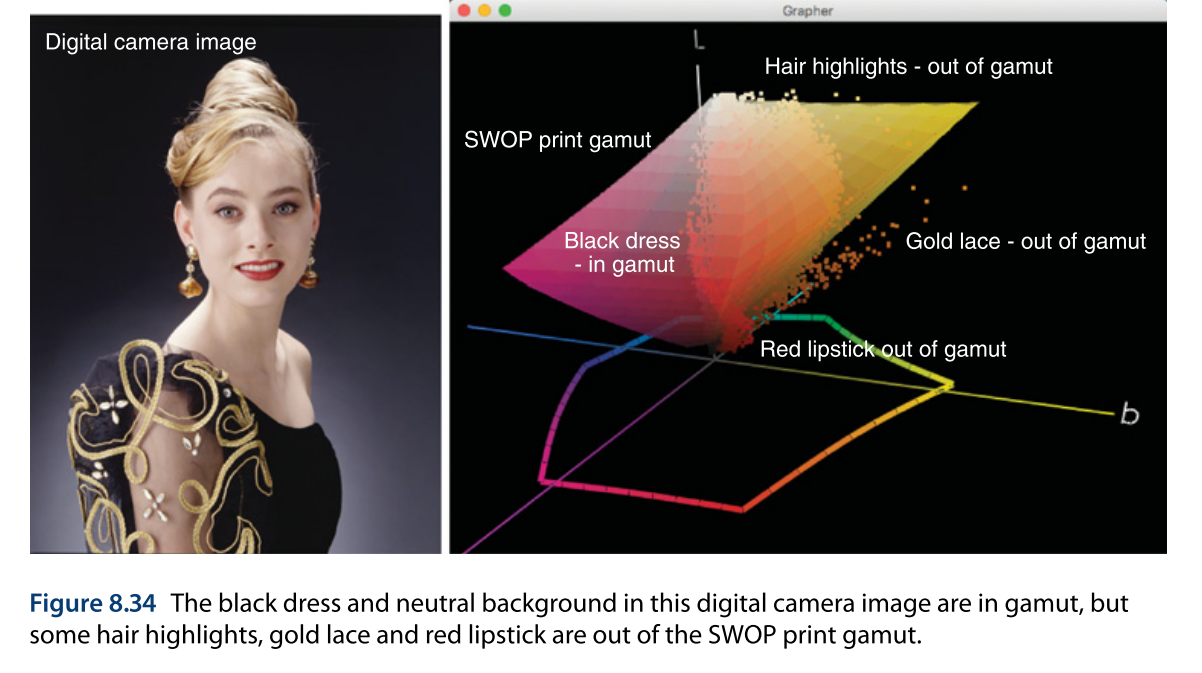 Digital camera image
Grapher
L
Hair highlights - out of gamut
SWOP print gamut
Black dress
- in gamut
Gold lace - out of gamut
Red lipstick out of gamut
b
Figure 8.34 The black dress and neutral background in this digital camera image are in gamut, but
some hair highlights, gold lace and red lipstick are out of the SWOP print gamut.